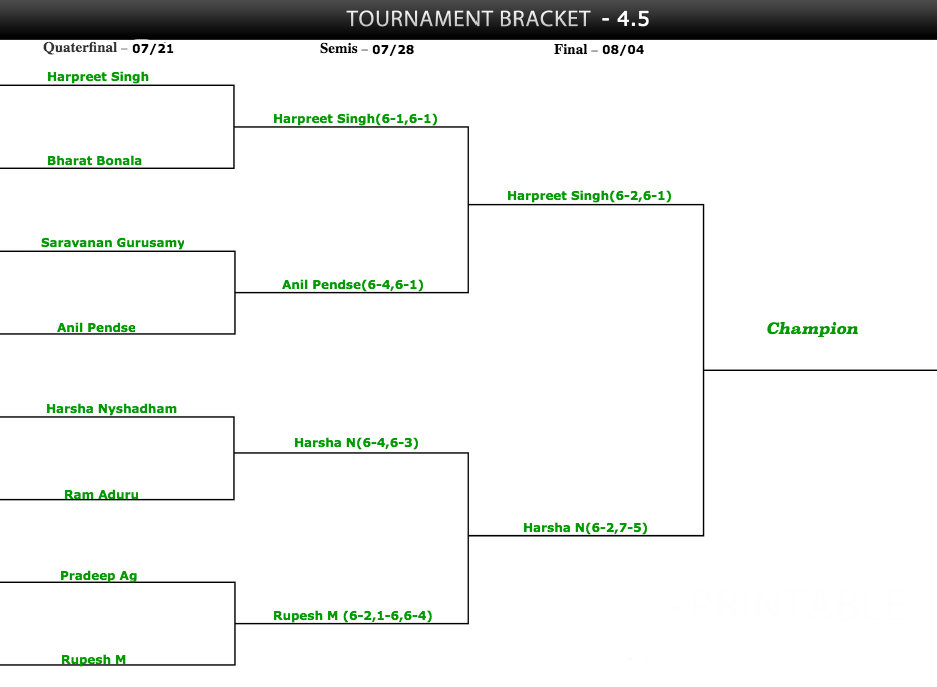 TOURNAMENT BRACKET - 4.5
Quaterfinal – 07/21
Semis – 07/28
Final – 08/04
Harpreet Singh
Harpreet Singh(6-1,6-1)
Bharat Bonala
Harpreet Singh(6-2,6-1)
Saravanan Gurusamy
Anil Pendse(6-4,6-1)
Anil Pendse
Champion
Harsha Nyshadham
Harsha N(6-4,6-3)
Ram Aduru
Harsha N(6-2,7-5)
Pradeep Ag
Rupesh M (6-2,1-6,6-4)
Rupesh M